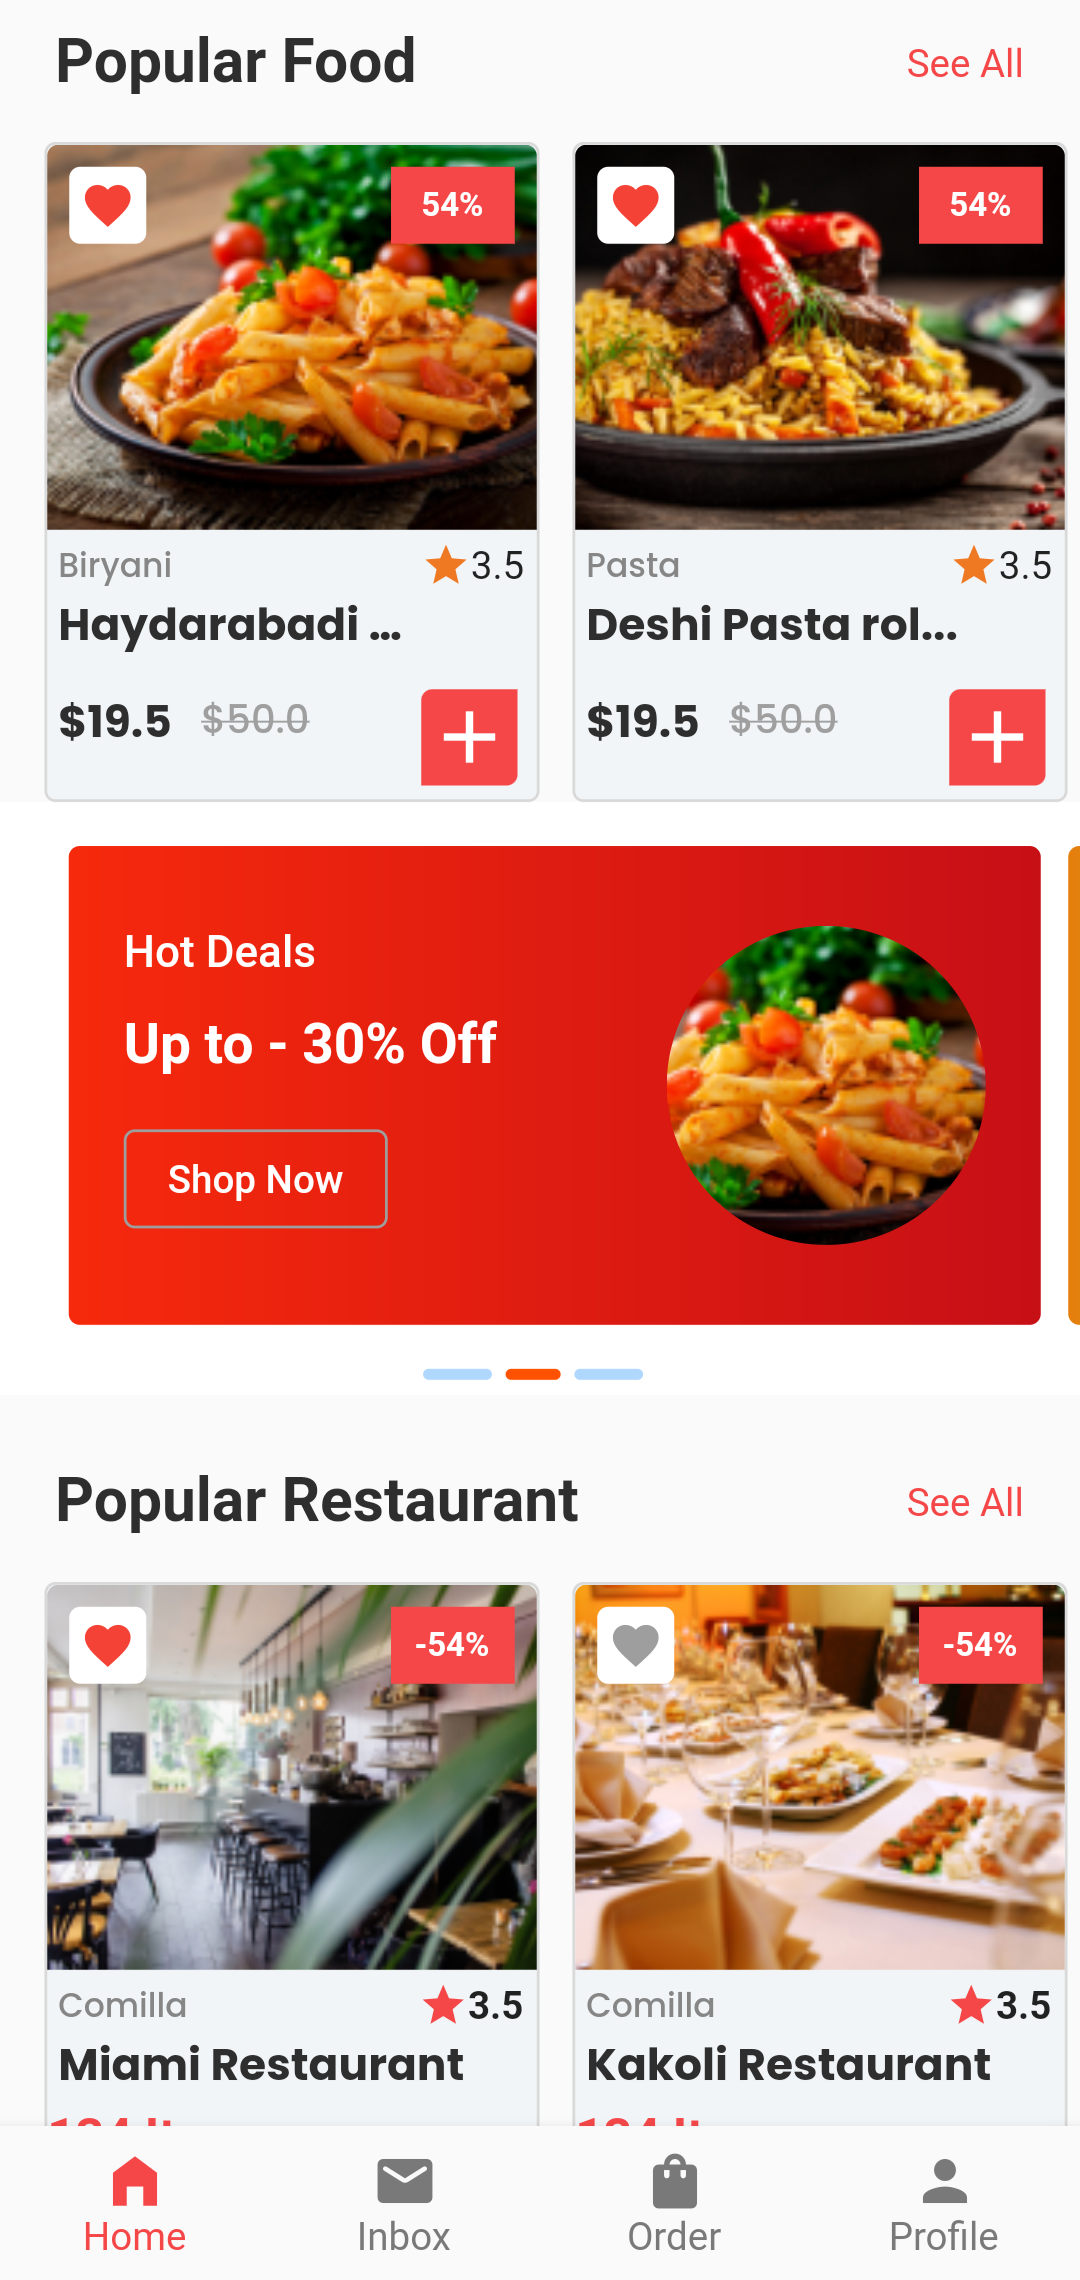 Popular Food
See All
54%
54%
Biryani
3.5
Pasta
3.5
Haydarabadi ...
Deshi Pasta rol...
$19.5 $50.0
$19.5 $50.0
Hot Deals
Up to - 30% Off
Shop Now
Popular Restaurant
See All
-54%
-54%
Comilla
3.5
Comilla
3.5
Miami Restaurant
Kakoli Restaurant
Home
Inbox
Order
Profile